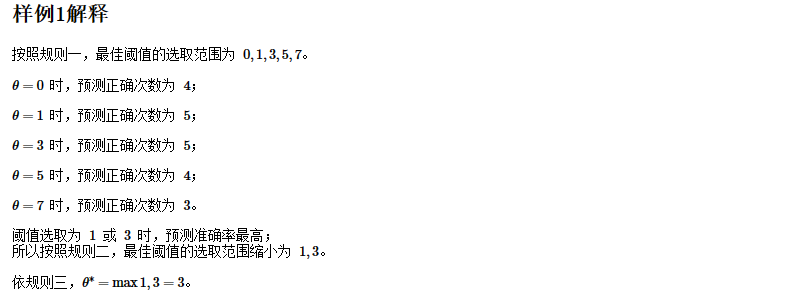 样例1解释
按照规则一，最佳阈值的选取范围为 0,1,3,5,7。
θ = 0 时，预测正确次数为 4；
θ = 1 时，预测正确次数为 5；
θ = 3 时，预测正确次数为 5；
θ = 5 时，预测正确次数为 4；
θ = 7 时，预测正确次数为 3。
阈值选取为 1 或 3 时，预测准确率最高；
所以按照规则二，最佳阈值的选取范围缩小为 1,3。
依规则三，θ* = max 1,3 = 3。